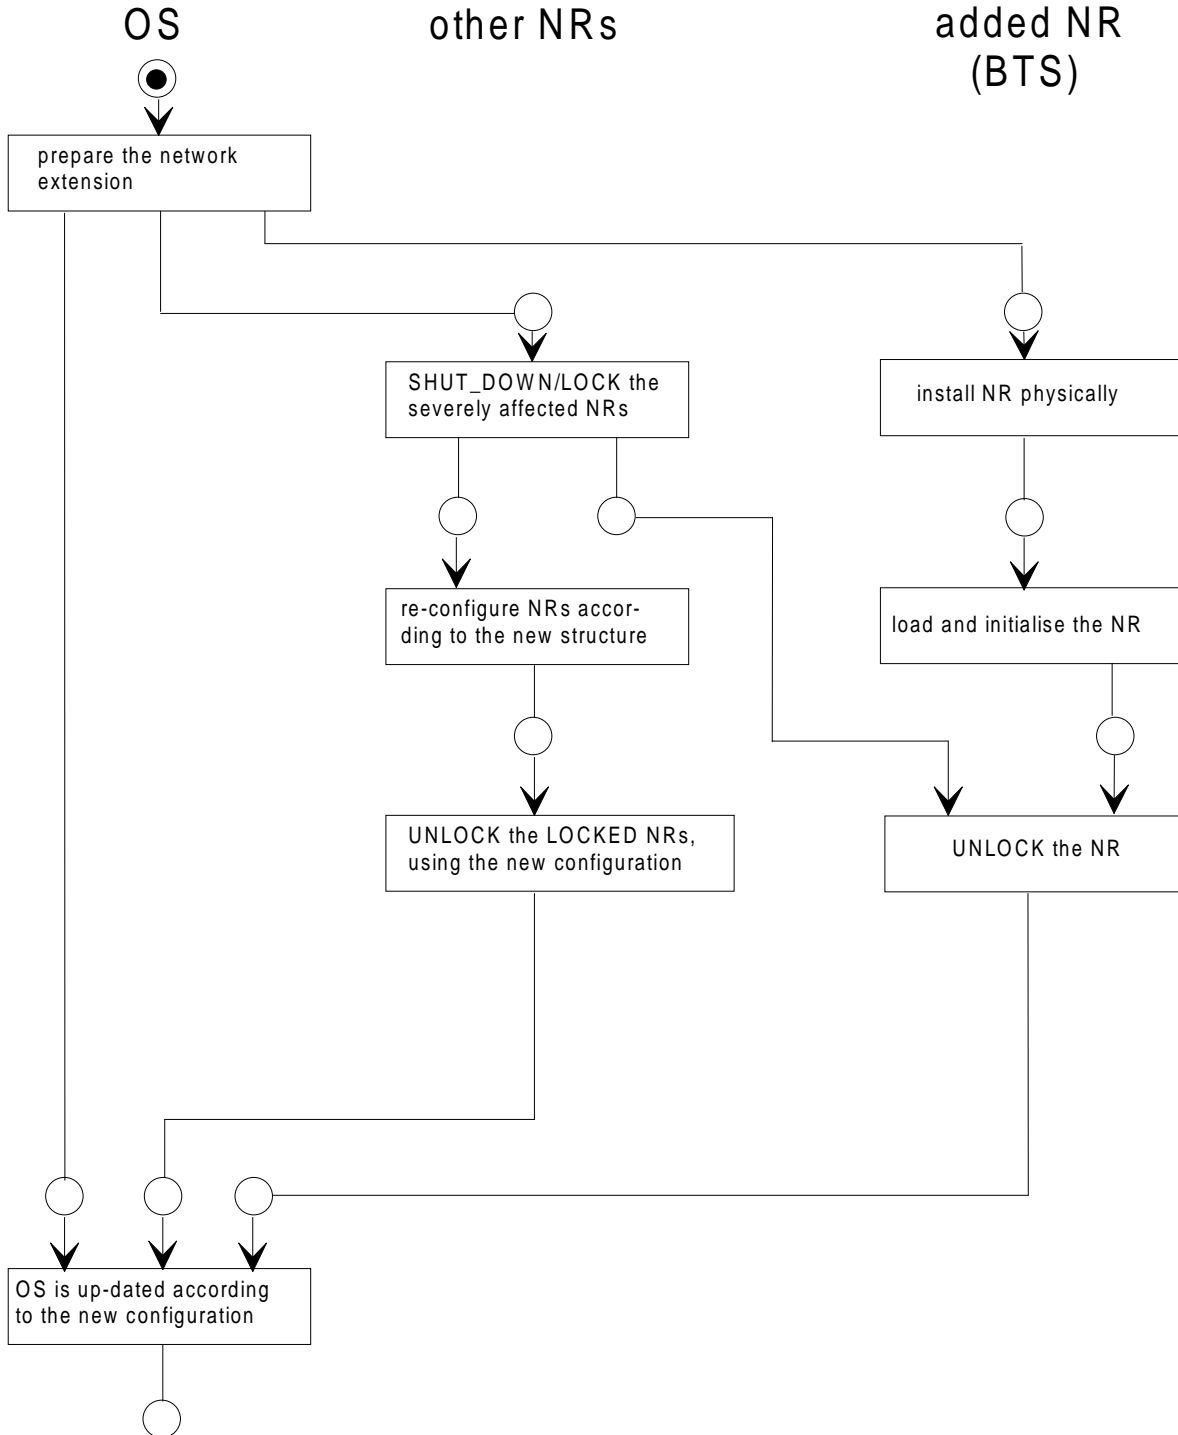 OS
other NRs
added NR
(BTS)
prepare the network
extension
SHUT_DOWN/LOCK the
severely affected NRs
install NR physically
re-configure NRs accor-
ding to the new structure
load and initialise the NR
UNLOCK the LOCKED NRs,
using the new configuration
UNLOCK the NR
OS is up-dated according
to the new configuration